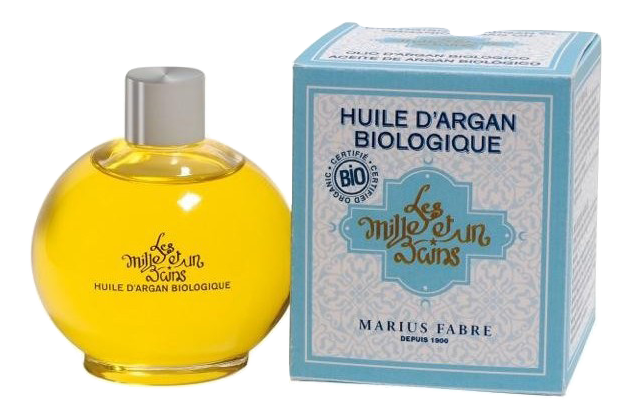 Les
mille et un
Bains
HUILE D'ARGAN BIOLOGIQUE
OLIO D'ARGAN BIOLOGICO
ACEITE DE ARGAN BIOLÓGICO
HUILE D'ARGAN
BIOLOGIQUE
CERTIFIÉ • CERTIFIED ORGANIC •
BIO
Les
mille et un
Bains
MARIUS FABRE
DEPUIS 1900